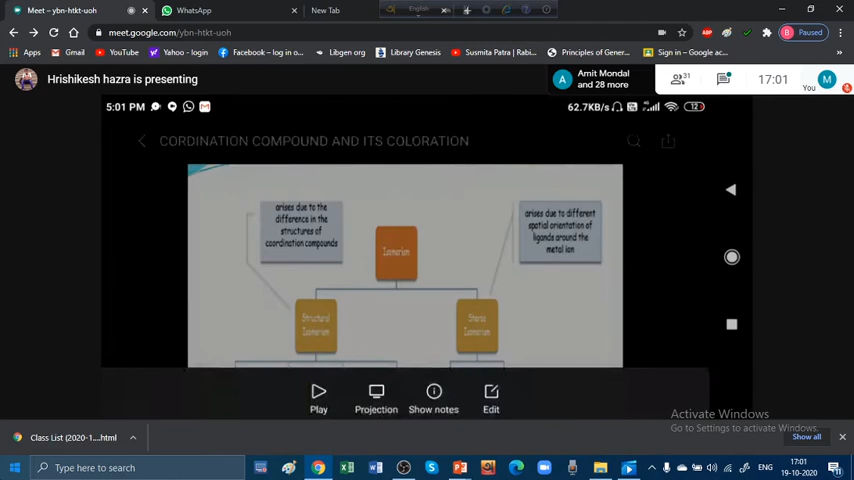 Meet – ybn-htkt-uoh
WhatsApp
New Tab
English
meet.google.com/ybn-htkt-uoh
ABP
B Paused
Apps
Gmail
YouTube
Yahoo - login
Facebook – log in o...
Libgen org
Library Genesis
Susmita Patra | Rabi...
Principles of Genera...
Sign in – Google ac...
Hrishikesh hazra is presenting
A
Amit Mondal
and 28 more
31
17:01
You
M
5:01 PM
62.7KB/s
12
CORDINATION COMPOUND AND ITS COLORATION
arises due to the
difference in the
structures of
coordination compounds
Isomerism
arises due to different
spatial orientation of
ligands around the
metal ion
Structural
Isomerism
Stereo
Isomerism
Play
Projection
Show notes
Edit
Activate Windows
Go to Settings to activate Windows.
Class List (2020-1....html
Show all
Type here to search
ENG
17:01
19-10-2020